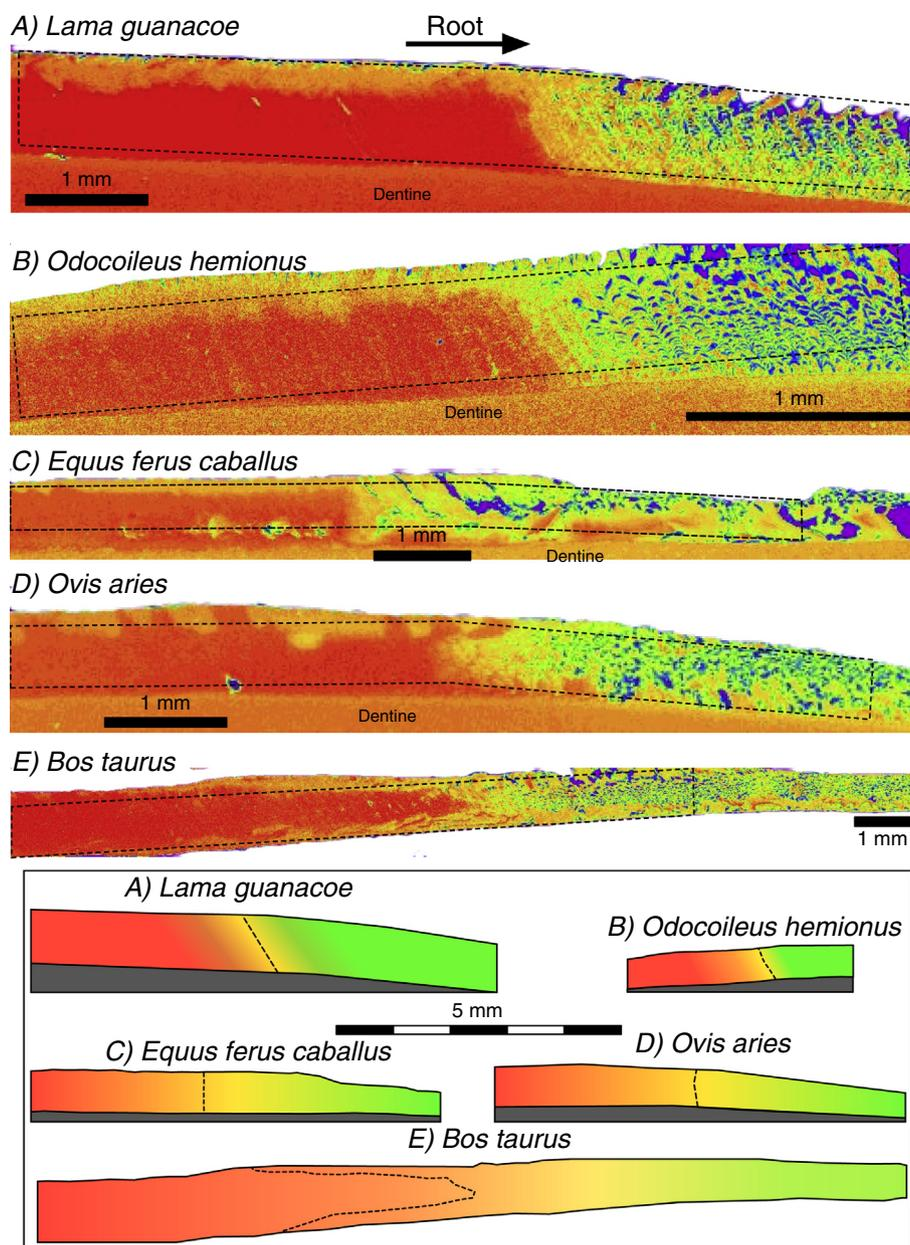 A) Lama guanacoe
Root
1 mm
Dentine
B) Odocoileus hemionus
1 mm
Dentine
C) Equus ferus caballus
1 mm
Dentine
D) Ovis aries
1 mm
Dentine
E) Bos taurus
1 mm
A) Lama guanacoe
B) Odocoileus hemionus
5 mm
C) Equus ferus caballus
D) Ovis aries
E) Bos taurus